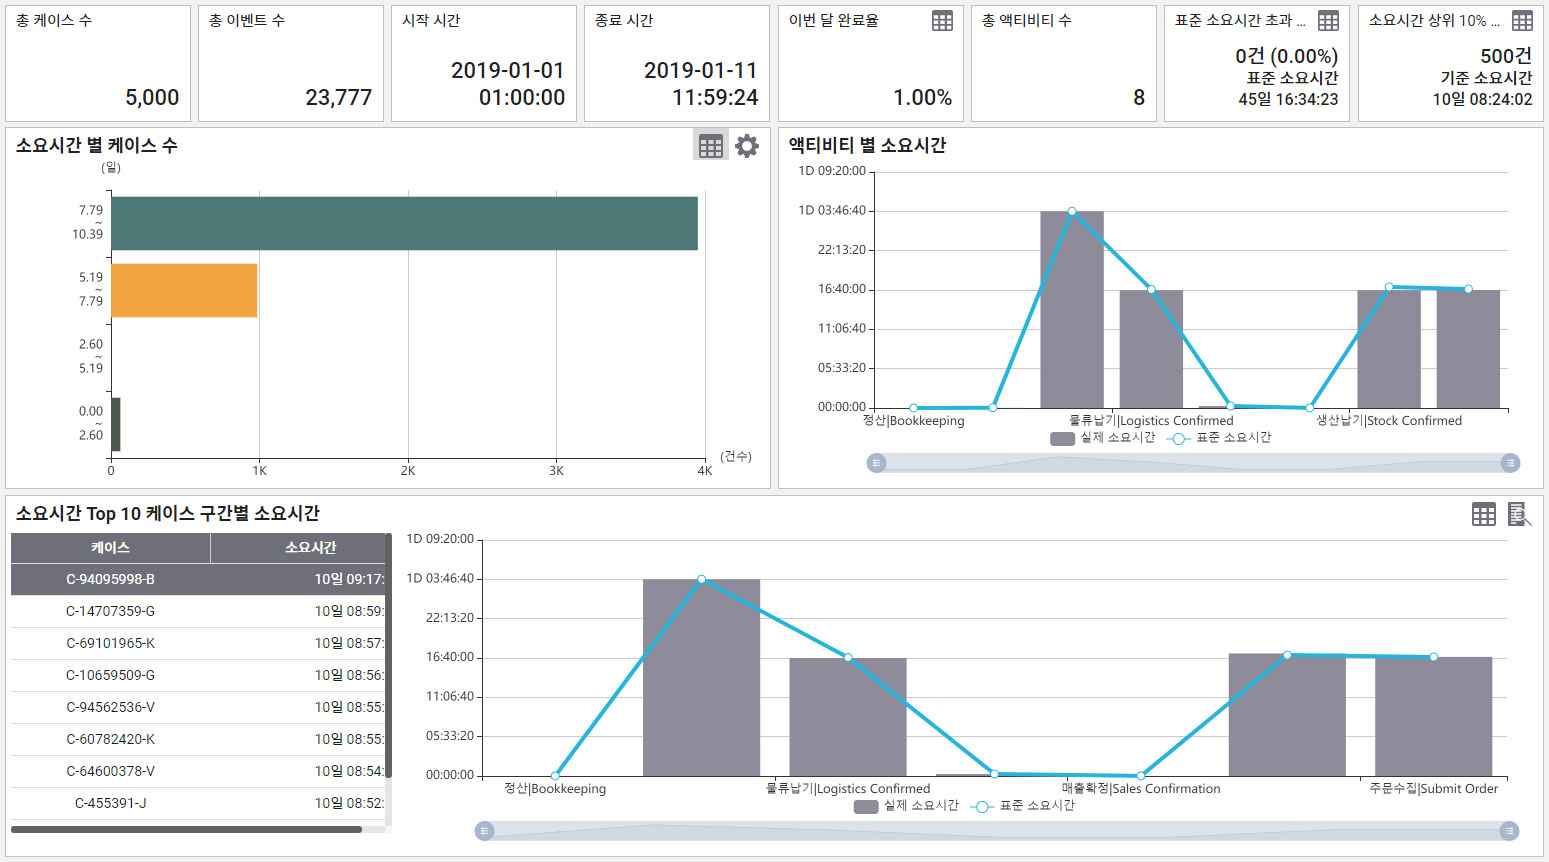 총 케이스 수
5,000
총 이벤트 수
23,777
시작 시간
2019-01-01
01:00:00
종료 시간
2019-01-11
11:59:24
이번 달 완료율
1.00%
총 액티비티 수
8
표준 소요시간 초과 ...
0건 (0.00%)
표준 소요시간
45일 16:34:23
소요시간 상위 10% ...
500건
기준 소요시간
10일 08:24:02
소요시간 별 케이스 수
(일)
7.79
~
10.39
5.19
~
7.79
2.60
~
5.19
0.00
~
2.60
0
1K
2K
3K
4K
(건수)
액티비티 별 소요시간
1D 09:20:00
1D 03:46:40
22:13:20
16:40:00
11:06:40
05:33:20
00:00:00
정산|Bookkeeping
물류납기|Logistics Confirmed
생산납기|Stock Confirmed
실제 소요시간
표준 소요시간
소요시간 Top 10 케이스 구간별 소요시간
케이스 소요시간
C-94095998-B 10일 09:17:
C-14707359-G 10일 08:59:
C-69101965-K 10일 08:57:
C-10659509-G 10일 08:56:
C-94562536-V 10일 08:55:
C-60782420-K 10일 08:55:
C-64600378-V 10일 08:54:
C-455391-J 10일 08:52:
1D 09:20:00
1D 03:46:40
22:13:20
16:40:00
11:06:40
05:33:20
00:00:00
정산|Bookkeeping
물류납기|Logistics Confirmed
매출확정|Sales Confirmation
주문수집|Submit Order
실제 소요시간
표준 소요시간